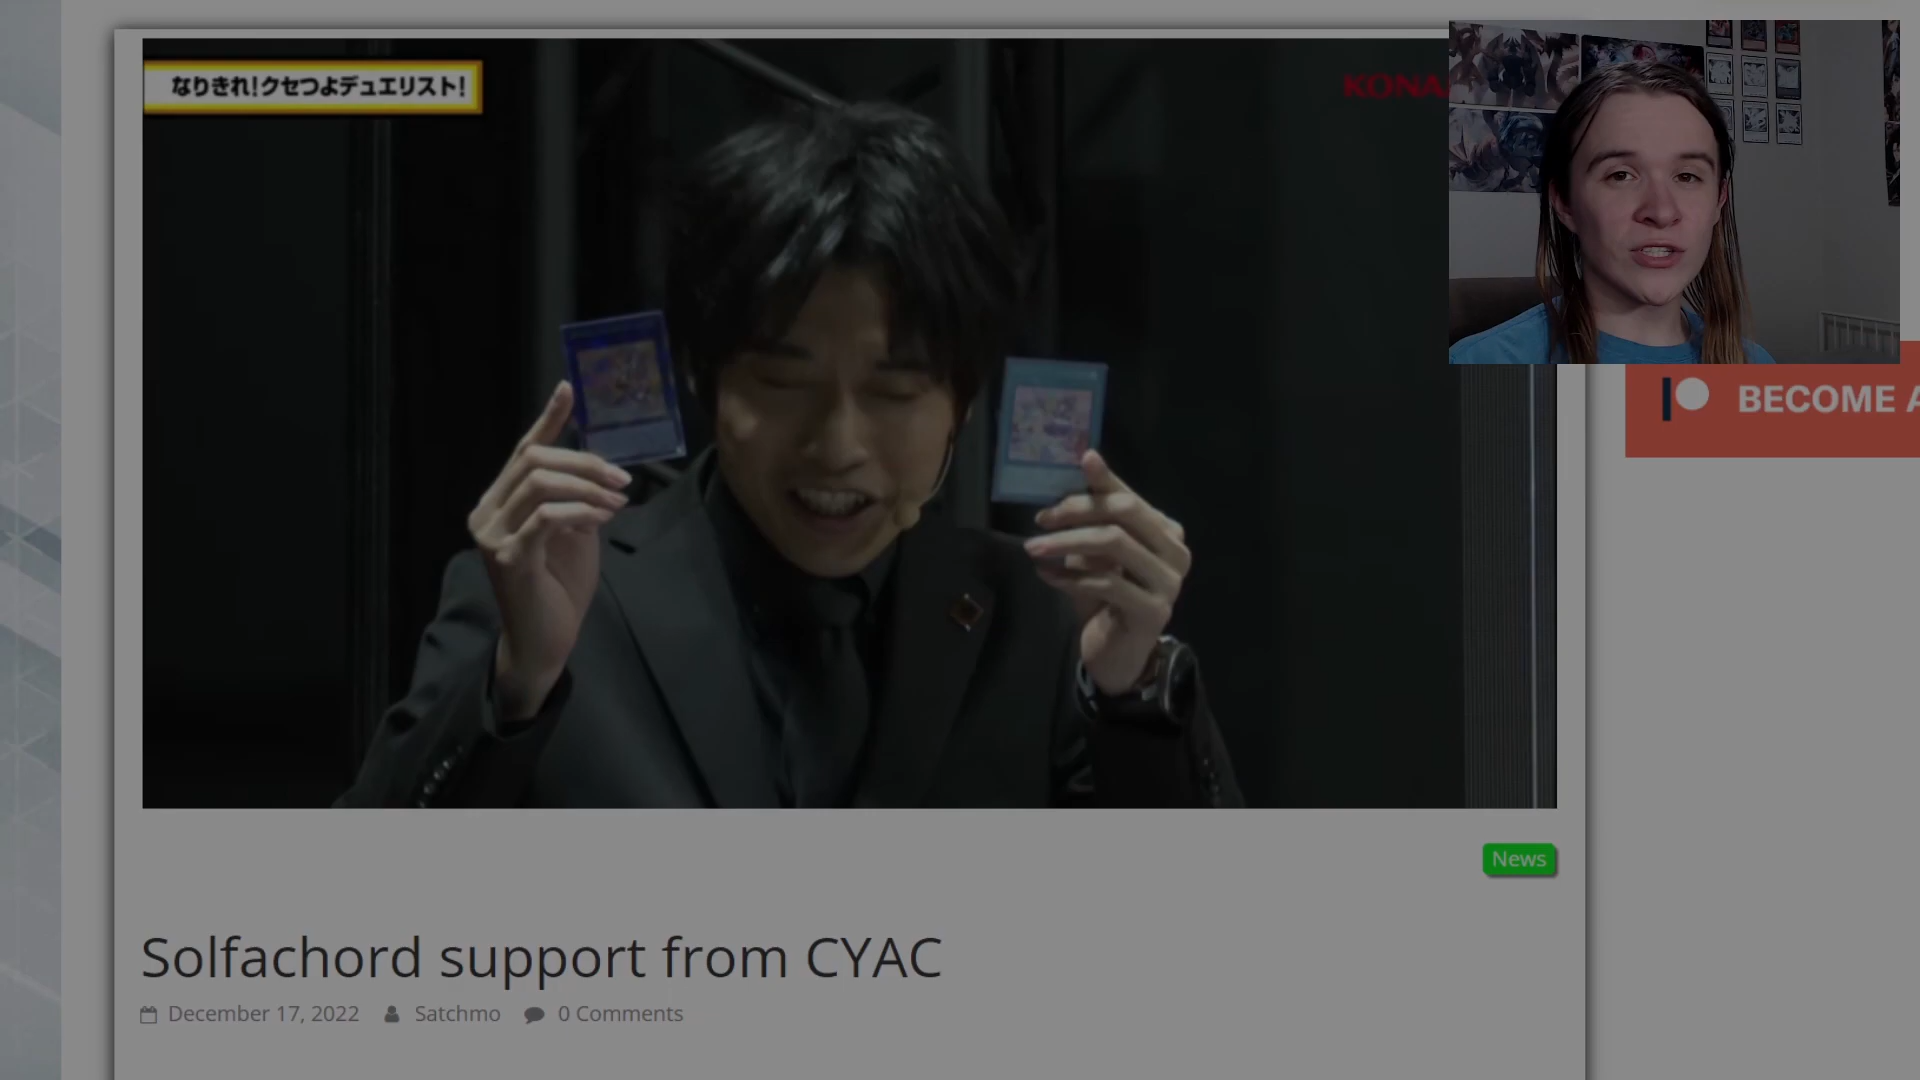 なりきれ!クセつよデュエリスト!
KONA
BECOME A
News
Solfachord support from CYAC
December 17, 2022 Satchmo 0 Comments